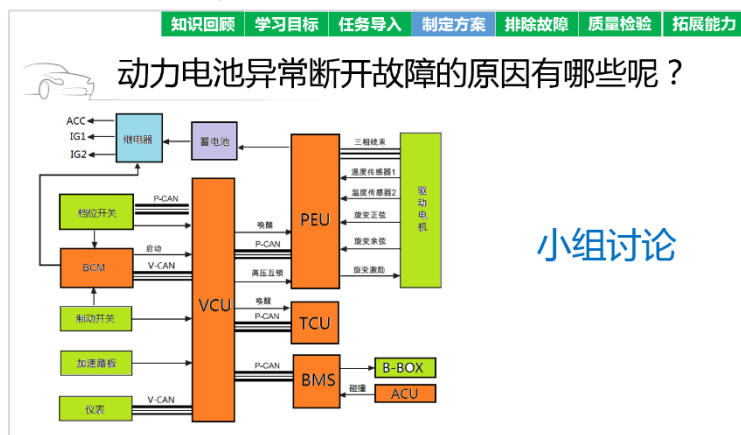 知识回顾 学习目标 任务导入 制定方案 排除故障 质量检验 拓展能力
动力电池异常断开故障的原因有哪些呢？
ACC
IG1
IG2
继电器
蓄电池
三相线束
温度传感器1
温度传感器2
旋变正弦
旋变余弦
旋变激励
驱动电机
PEU
P-CAN
档位开关
唤醒
P-CAN
高压互锁
启动
V-CAN
BCM
VCU
小组讨论
制动开关
唤醒
P-CAN
TCU
加速踏板
P-CAN
BMS
B-BOX
碰撞
ACU
仪表
V-CAN